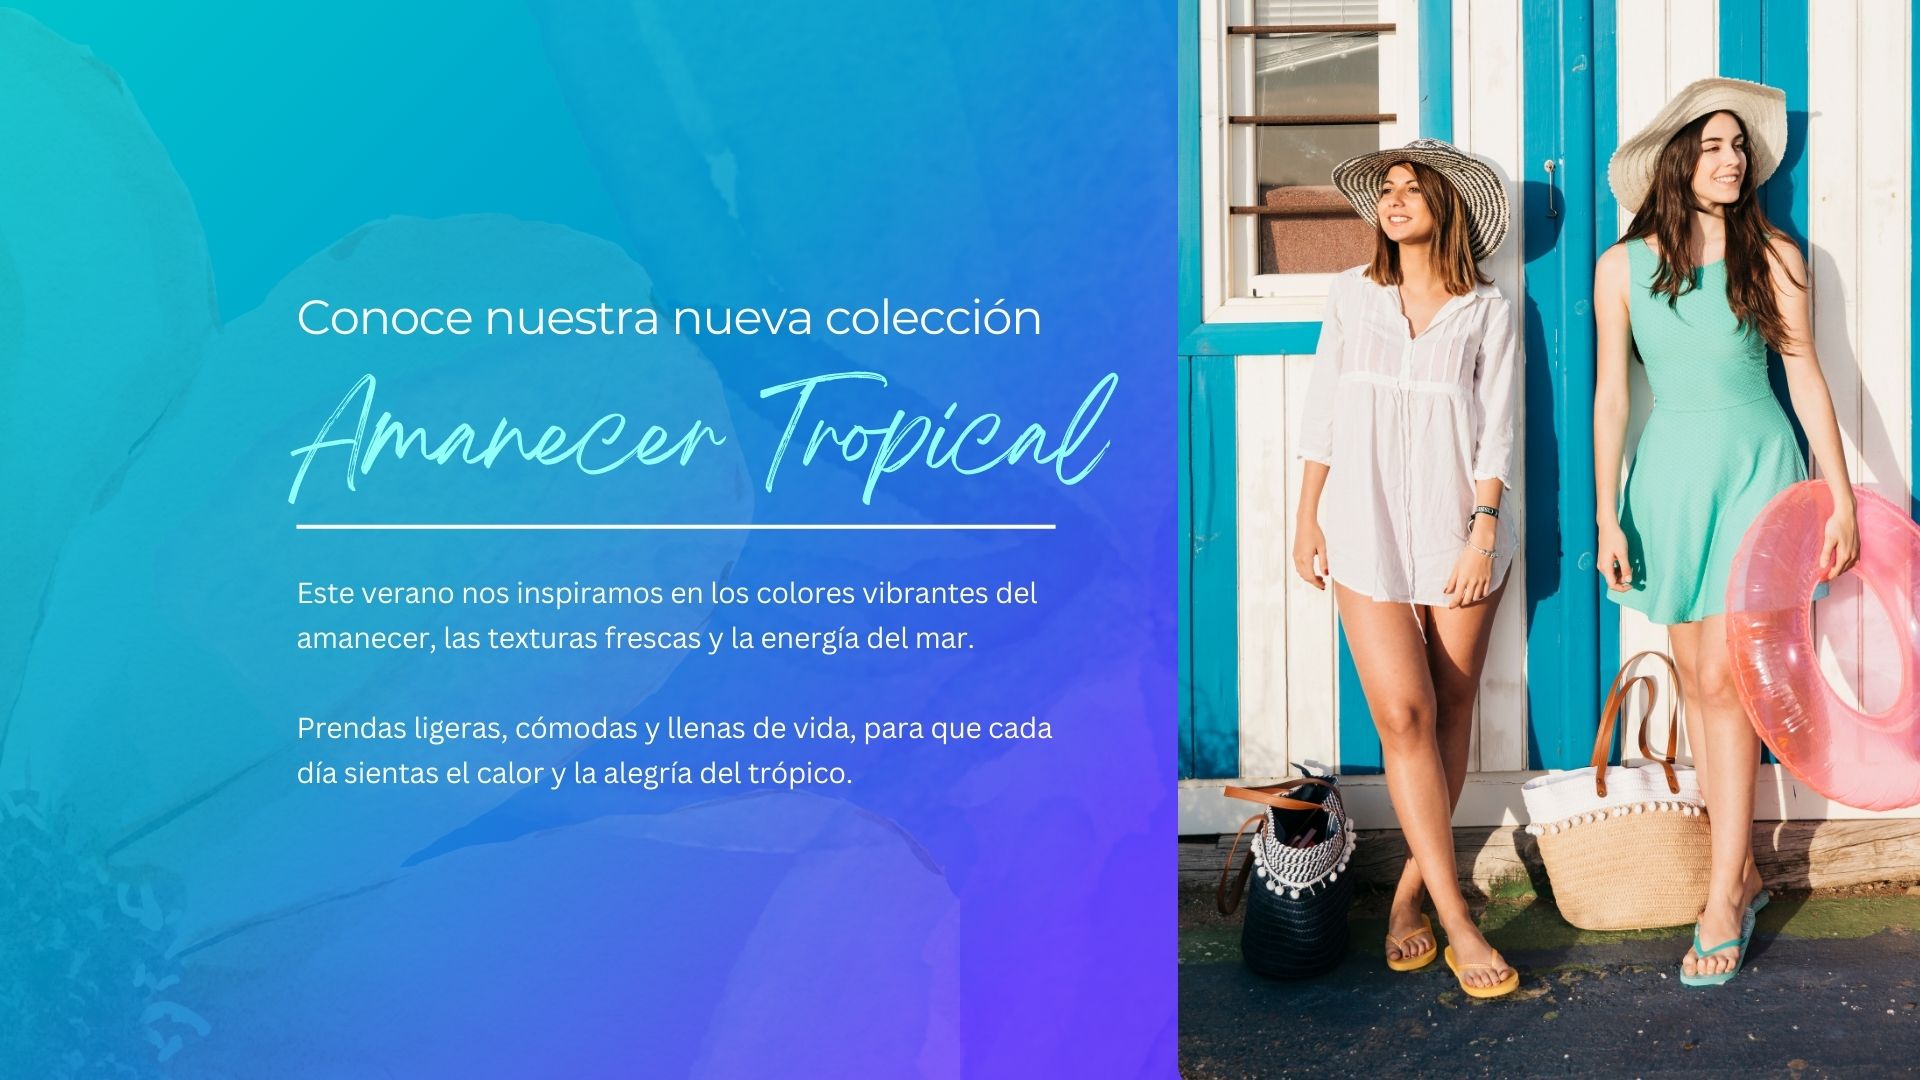 Conoce nuestra nueva colección
Amanecer Tropical
Este verano nos inspiramos en los colores vibrantes del
amanecer, las texturas frescas y la energía del mar.
Prendas ligeras, cómodas y llenas de vida, para que cada
día sientas el calor y la alegría del trópico.